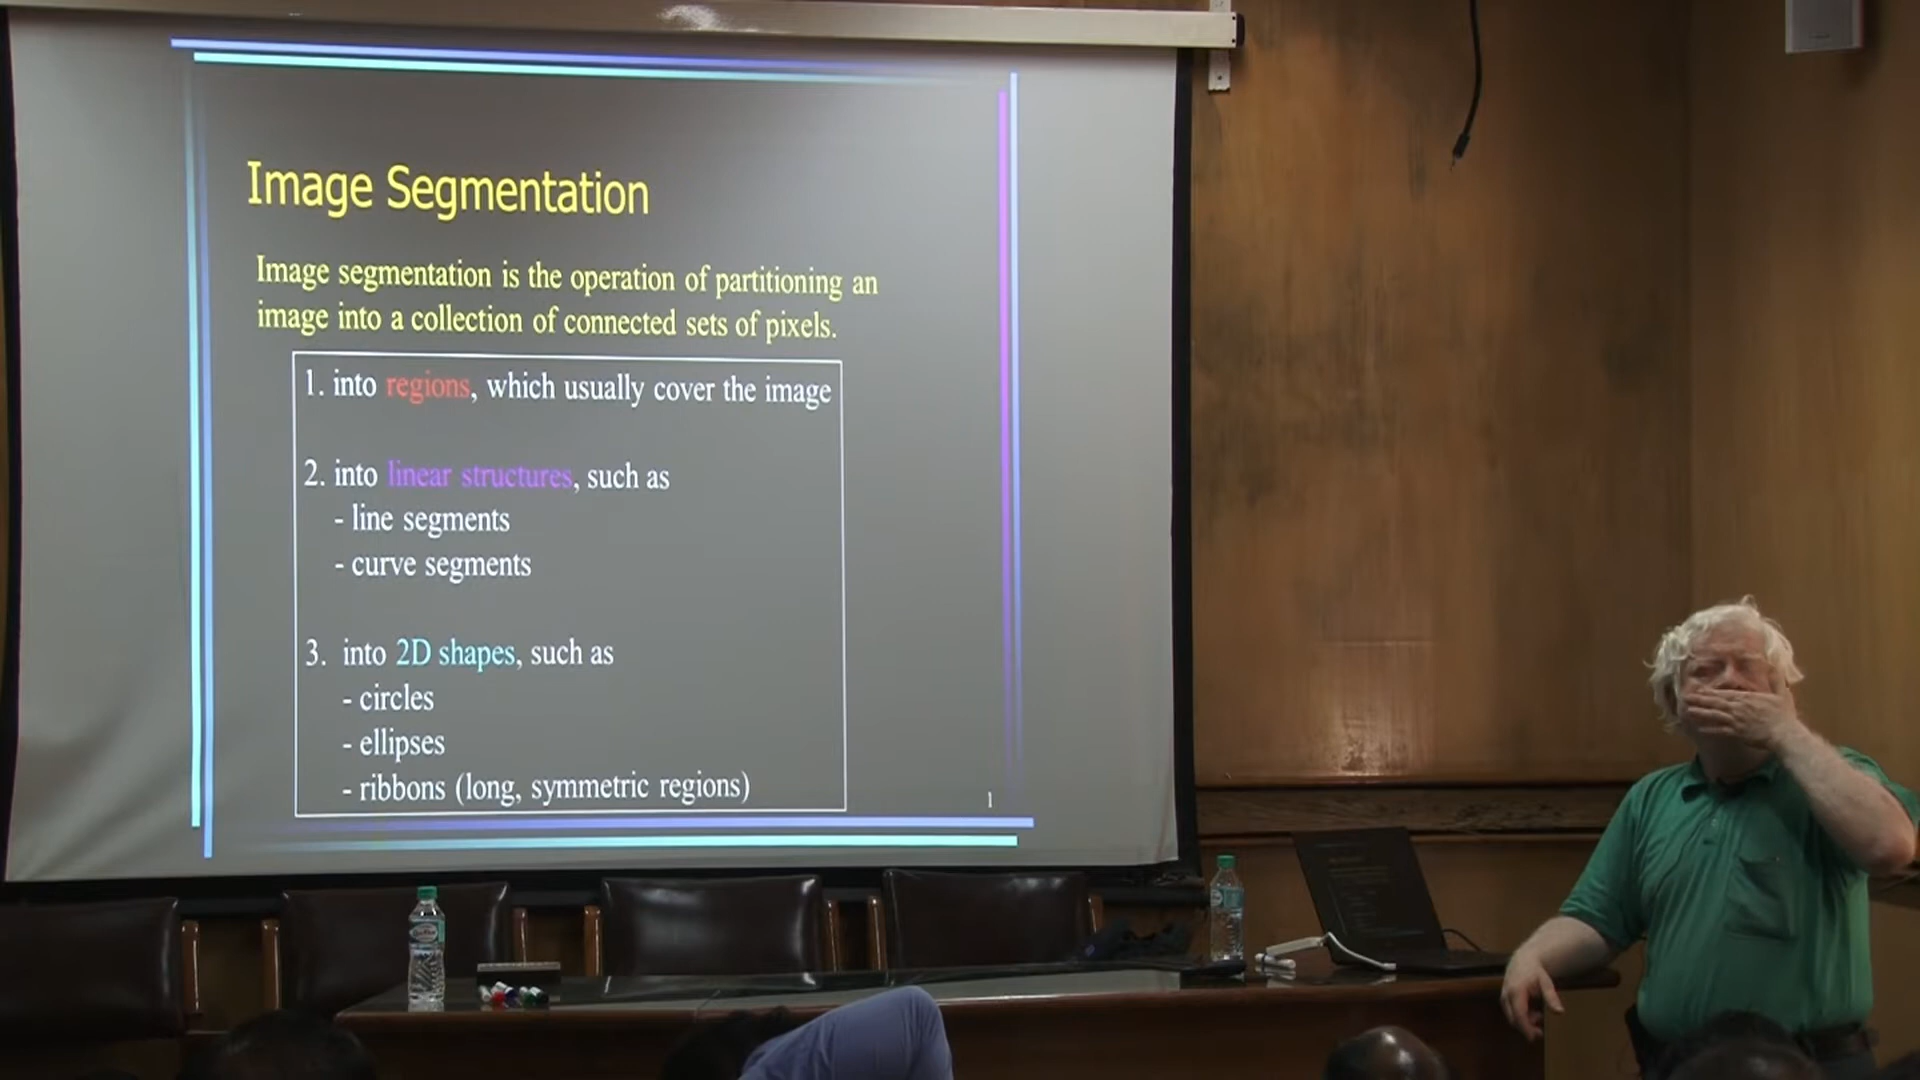 Image Segmentation
Image segmentation is the operation of partitioning an
image into a collection of connected sets of pixels.
1. into regions, which usually cover the image
2. into linear structures, such as
- line segments
- curve segments
3. into 2D shapes, such as
- circles
- ellipses
- ribbons (long, symmetric regions)
1